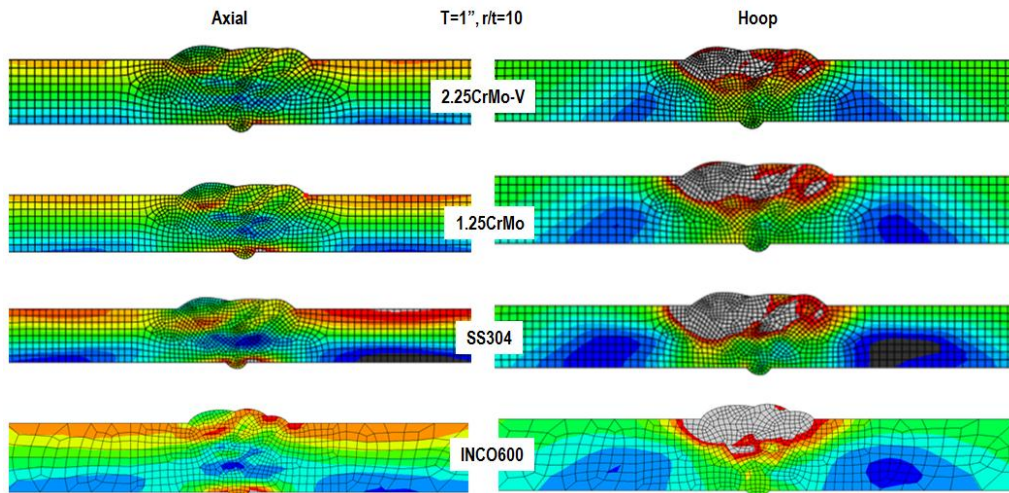 Axial
T=1”, r/t=10
Hoop
2.25CrMo-V
1.25CrMo
SS304
INCO600